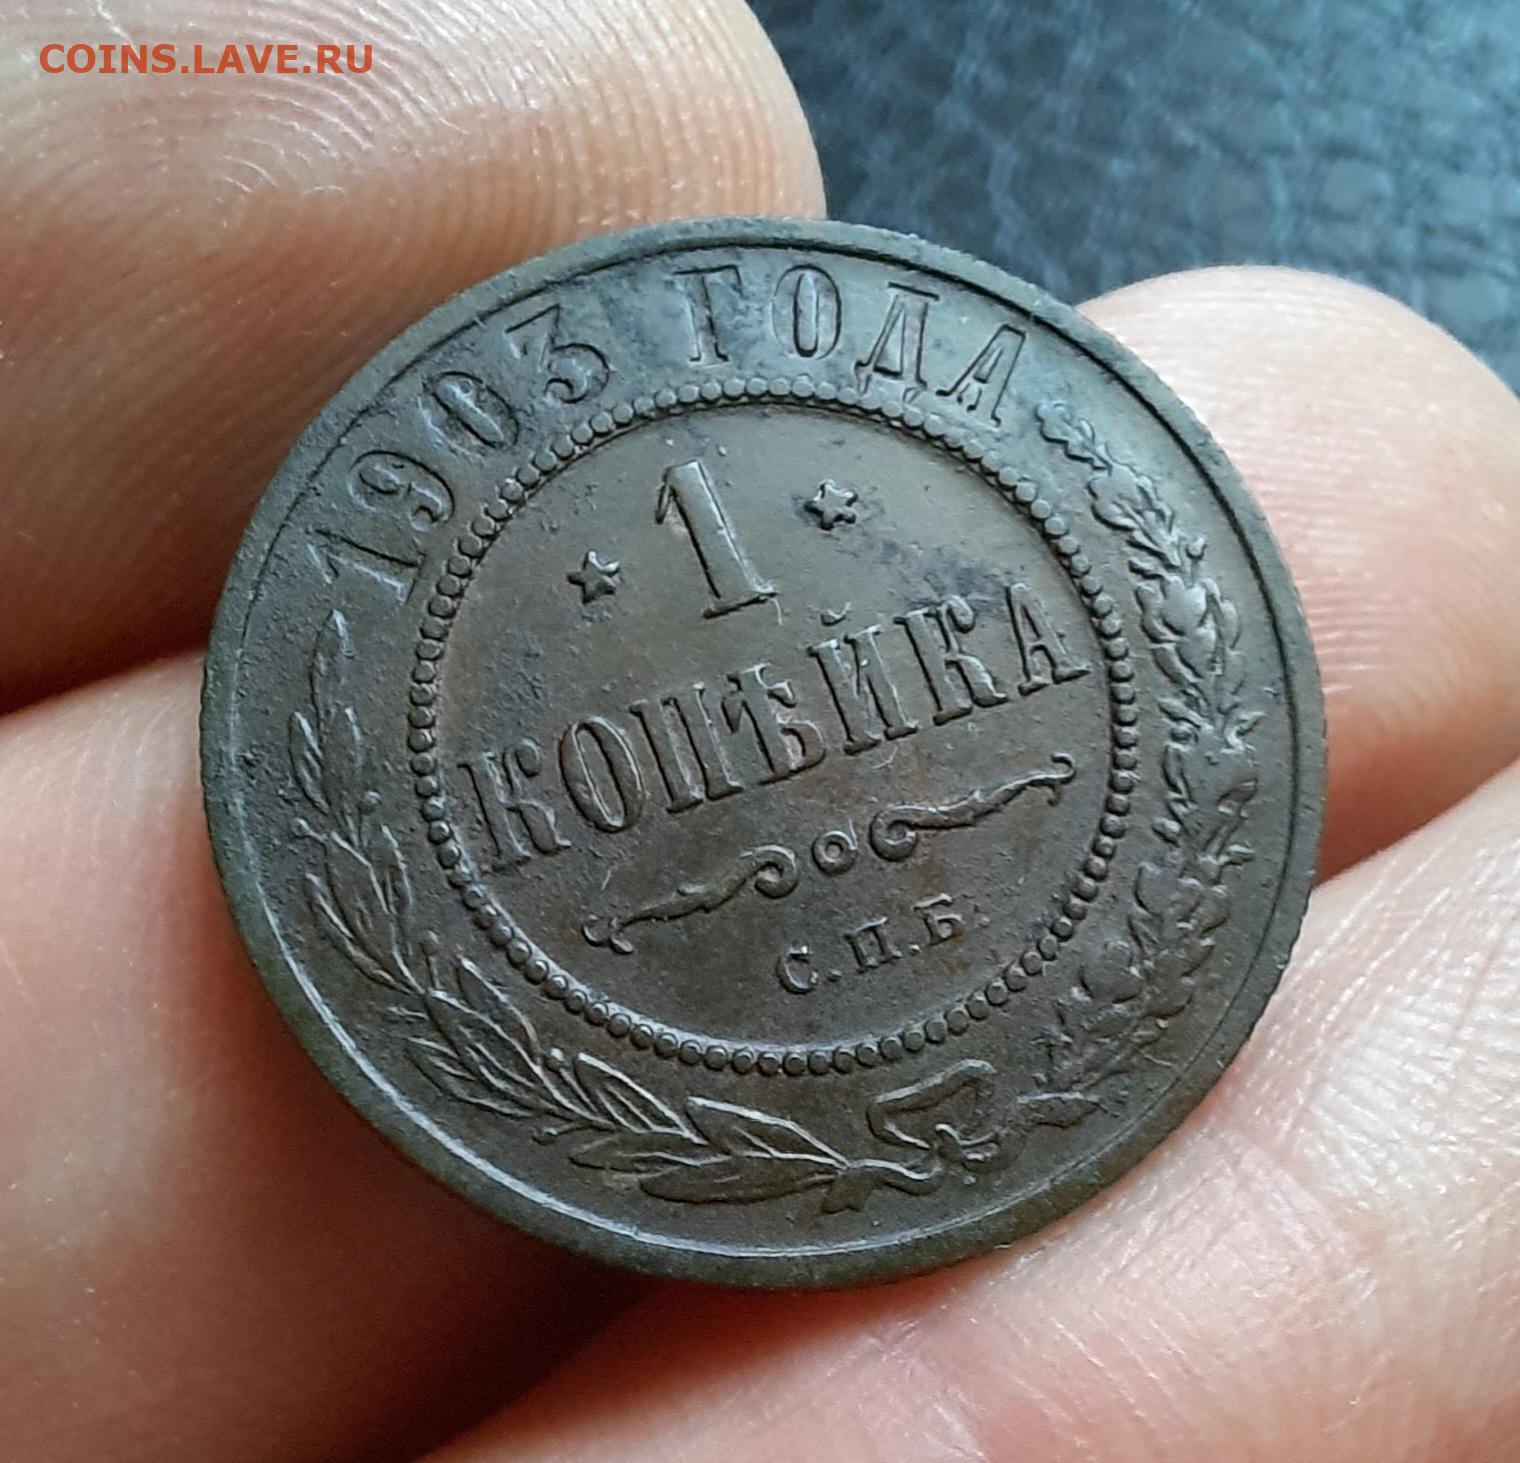 COINS.LAVE.RU
1903 ГОДА
1
КОПѢЙКА
С.П.Б.